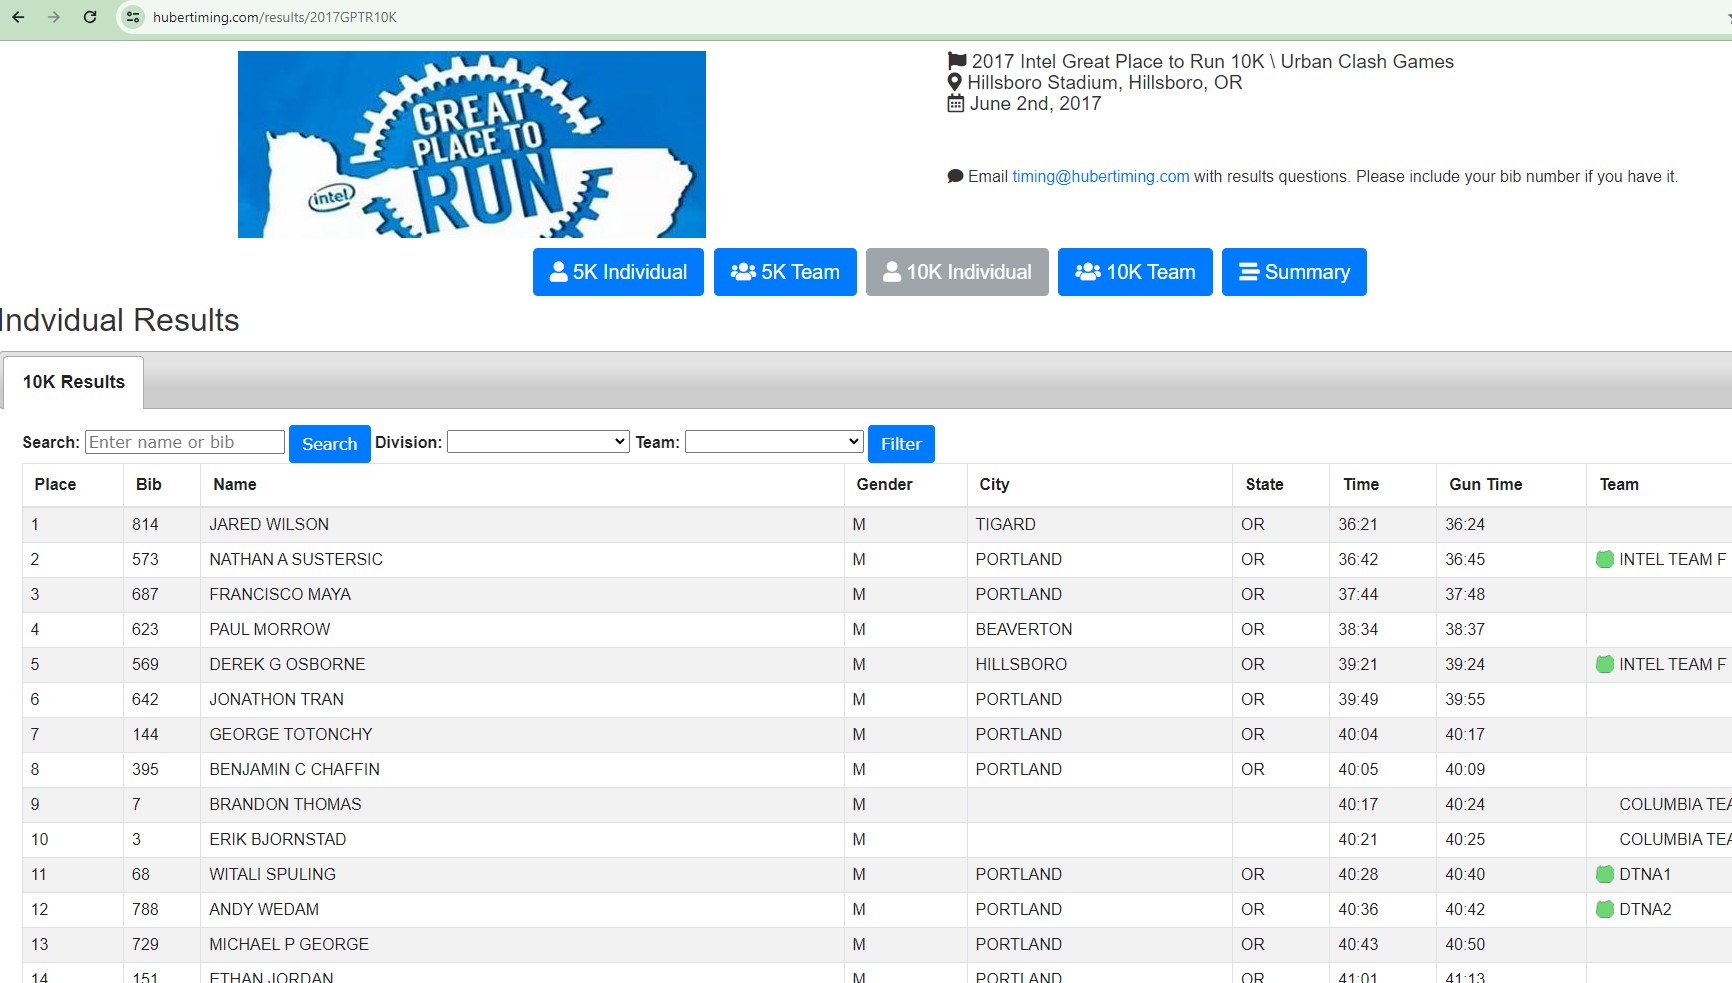 hubertiming.com/results/2017GPTR10K
GREAT
PLACE TO
RUN
intel
2017 Intel Great Place to Run 10K \ Urban Clash Games
Hillsboro Stadium, Hillsboro, OR
June 2nd, 2017
Email timing@hubertiming.com with results questions. Please include your bib number if you have it.
5K Individual 5K Team 10K Individual 10K Team Summary
Indvidual Results
10K Results
Search: Enter name or bib Search Division: Team: Filter
Place Bib Name Gender City State Time Gun Time Team
1 814 JARED WILSON M TIGARD OR 36:21 36:24
2 573 NATHAN A SUSTERSIC M PORTLAND OR 36:42 36:45 INTEL TEAM F
3 687 FRANCISCO MAYA M PORTLAND OR 37:44 37:48
4 623 PAUL MORROW M BEAVERTON OR 38:34 38:37
5 569 DEREK G OSBORNE M HILLSBORO OR 39:21 39:24 INTEL TEAM F
6 642 JONATHON TRAN M PORTLAND OR 39:49 39:55
7 144 GEORGE TOTONCHY M PORTLAND OR 40:04 40:17
8 395 BENJAMIN C CHAFFIN M PORTLAND OR 40:05 40:09
9 7 BRANDON THOMAS M 40:17 40:24 COLUMBIA TEA
10 3 ERIK BJORNSTAD M 40:21 40:25 COLUMBIA TEA
11 68 WITALI SPULING M PORTLAND OR 40:28 40:40 DTNA1
12 788 ANDY WEDAM M PORTLAND OR 40:36 40:42 DTNA2
13 729 MICHAEL P GEORGE M PORTLAND OR 40:43 40:50
14 151 ETHAN JORDAN M PORTLAND OR 41:01 41:13